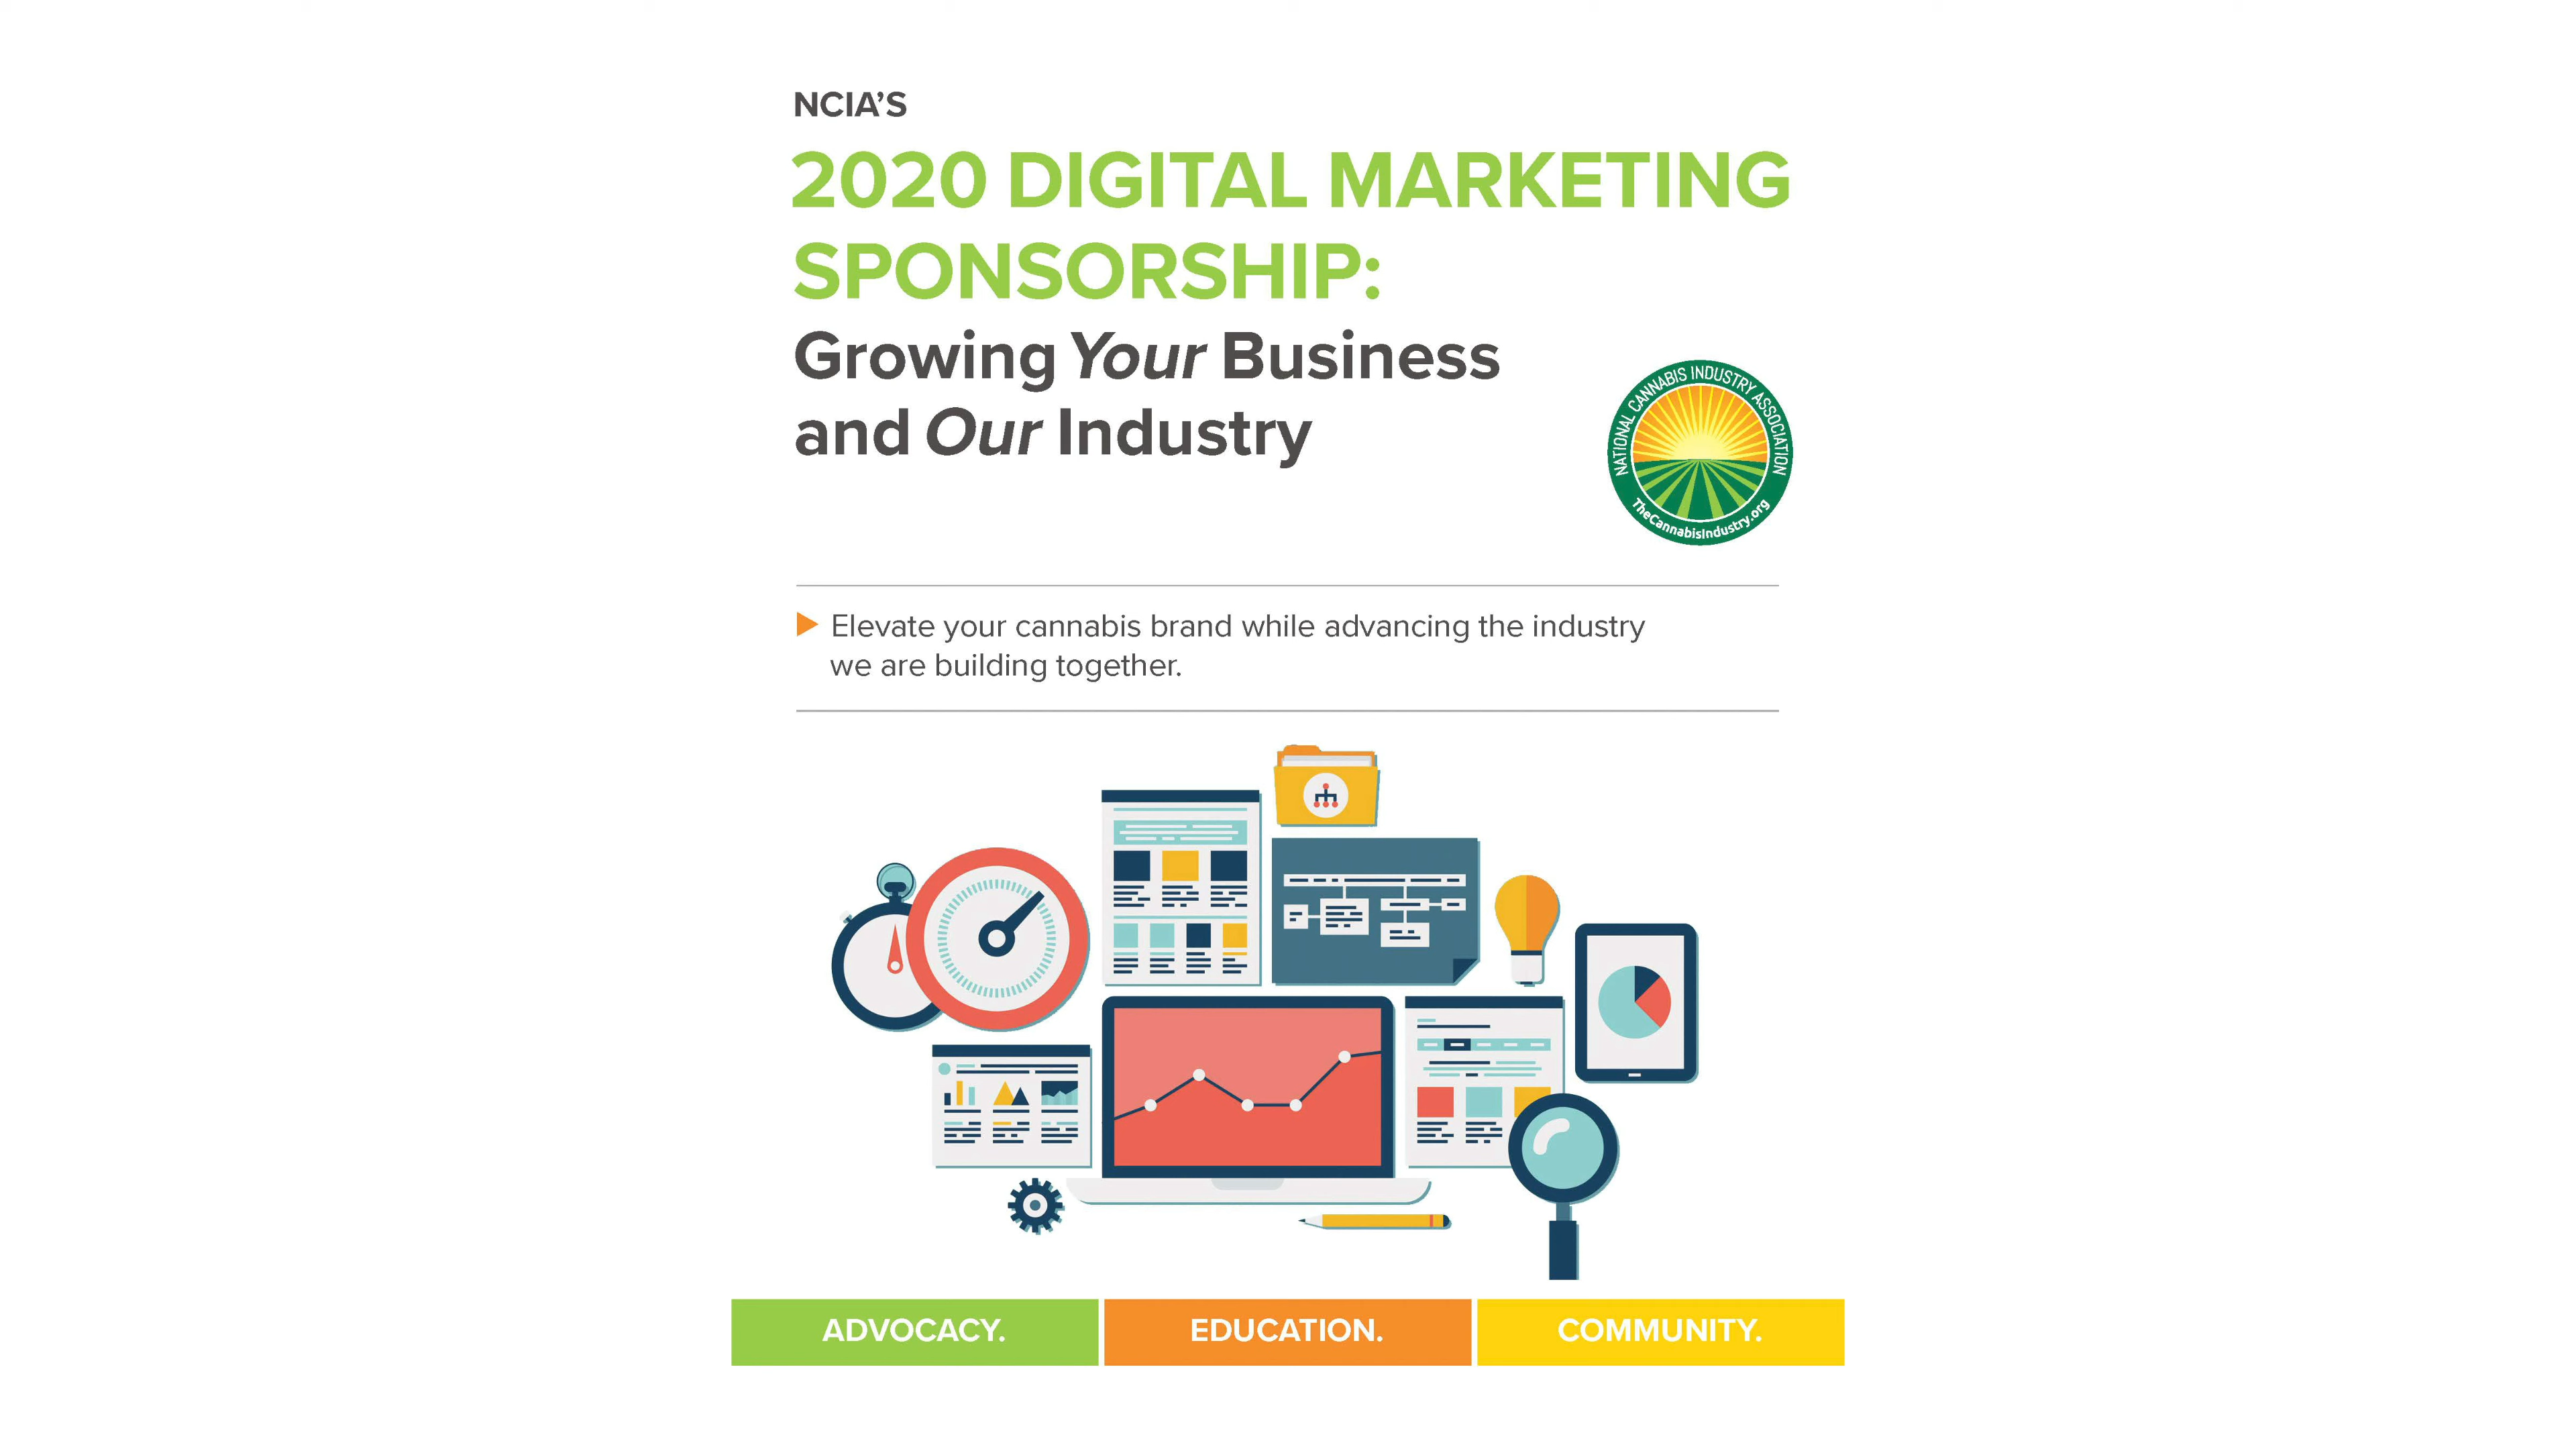 NCIA'S
2020 DIGITAL MARKETING
SPONSORSHIP:
Growing Your Business
and Our Industry
NATIONAL CANNABIS INDUSTRY ASSOCIATION
TheCannabisIndustry.org
Elevate your cannabis brand while advancing the industry
we are building together.
ADVOCACY.
EDUCATION.
COMMUNITY.